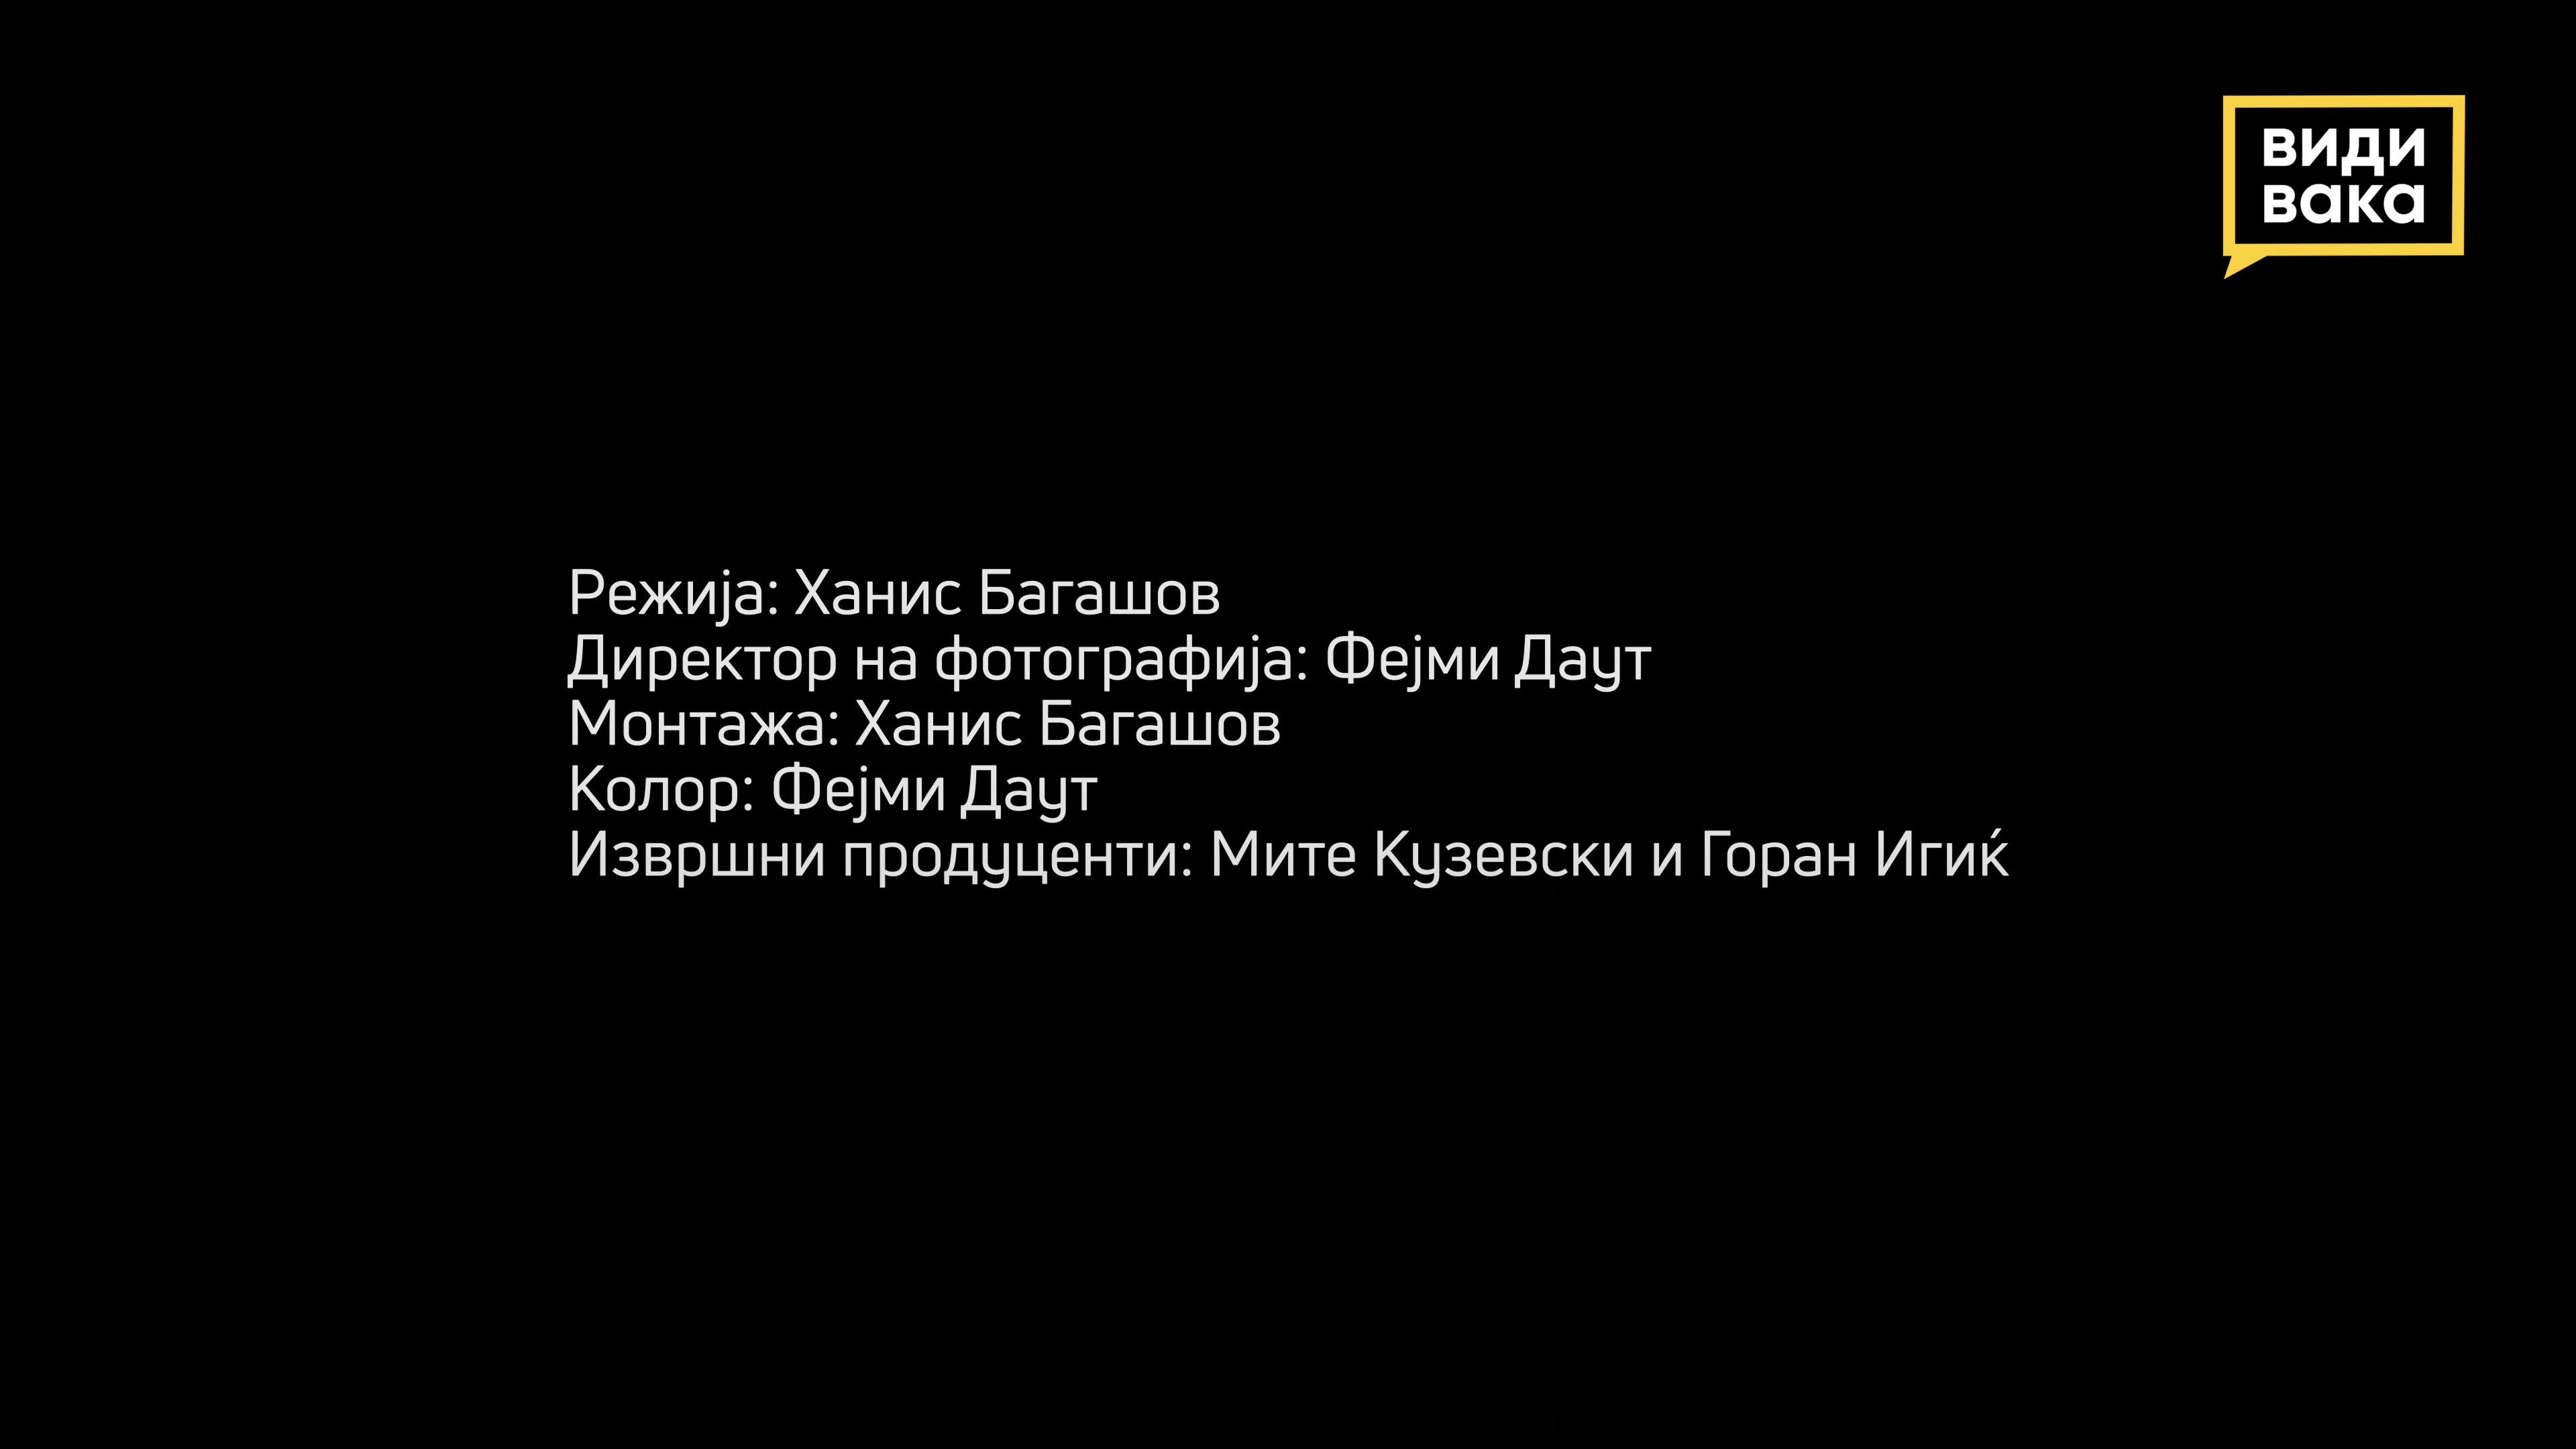 види
вака
Режија: Ханис Багашов
Директор на фотографија: Фејми Даут
Монтажа: Ханис Багашов
Колор: Фејми Даут
Извршни продуценти: Мите Кузевски и Горан Игиќ